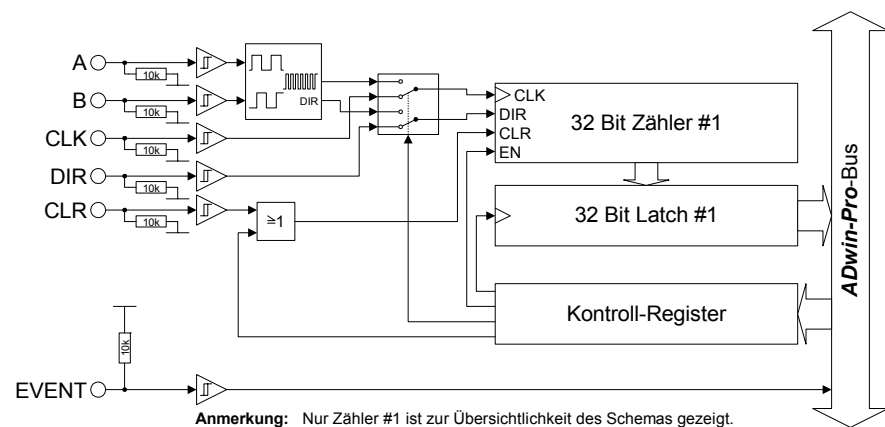 A
10k
B
10k
CLK
10k
DIR
10k
CLR
10k
DIR
≥1
CLK
DIR
CLR
EN
32 Bit Zähler #1
32 Bit Latch #1
Kontroll-Register
ADwin-Pro-Bus
10k
EVENT
Anmerkung: Nur Zähler #1 ist zur Übersichtlichkeit des Schemas gezeigt.